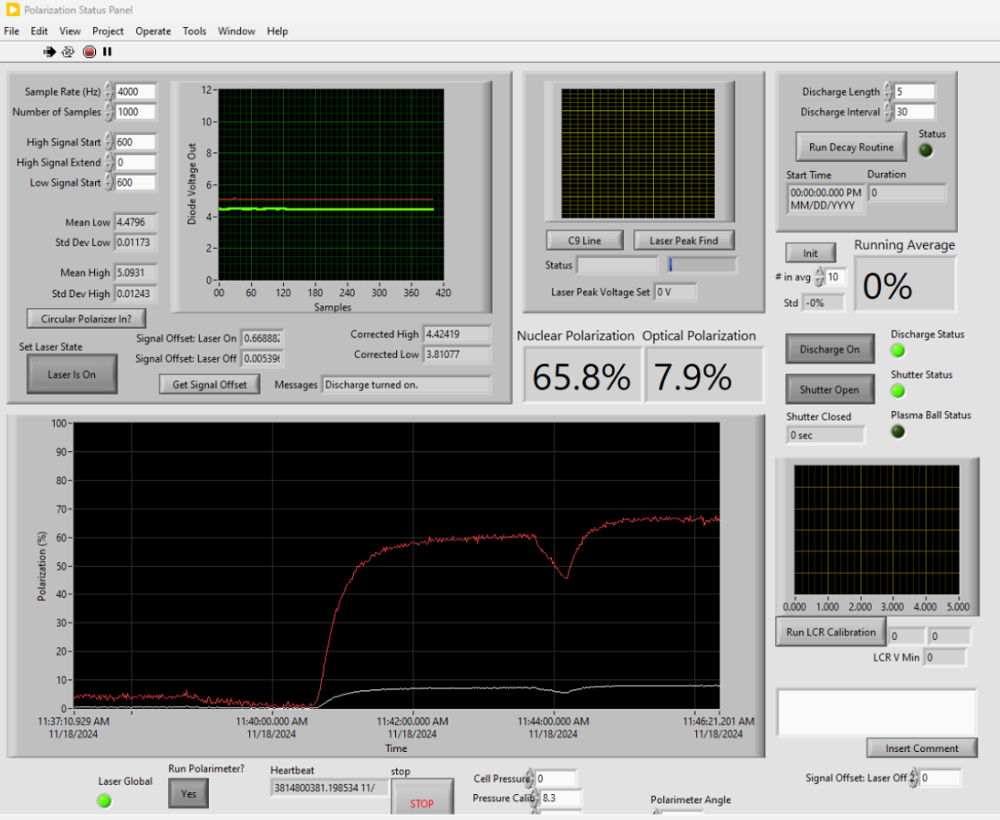 Polarization Status Panel
File Edit View Project Operate Tools Window Help
Sample Rate (Hz) 4000
Number of Samples 1000
High Signal Start 600
High Signal Extend 0
Low Signal Start 600
Mean Low 4.4796
Std Dev Low 0.01173
Mean High 5.0931
Std Dev High 0.01243
Circular Polarizer In?
Set Laser State
Laser Is On
Diode Voltage Out
12
10
8
6
4
2
0
00 60 120 180 240 300 360 420
Samples
Signal Offset: Laser On 0.66888
Signal Offset: Laser Off 0.00539
Get Signal Offset
Corrected High 4.42419
Corrected Low 3.81077
Messages Discharge turned on.
C9 Line Laser Peak Find
Status
Laser Peak Voltage Set 0 V
Nuclear Polarization Optical Polarization
65.8% 7.9%
Discharge Length 5
Discharge Interval 30
Run Decay Routine
Status
Start Time Duration
00:00:00.000 PM
MM/DD/YYYY
0
Init
# in avg 10
Std -0%
Running Average
0%
Discharge On
Discharge Status
Shutter Open
Shutter Status
Shutter Closed
0 sec
Plasma Ball Status
Polarization (%)
100
90
80
70
60
50
40
30
20
10
0
11:37:10.929 AM 11:40:00.000 AM 11:42:00.000 AM 11:44:00.000 AM 11:46:21.201 AM
11/18/2024 11/18/2024 11/18/2024 11/18/2024 11/18/2024
Time
0.000 1.000 2.000 3.000 4.000 5.000
Run LCR Calibration 0 0
LCR V Min 0
Insert Comment
Signal Offset: Laser Off 2 0
Laser Global
Run Polarimeter?
Yes
Heartbeat
3814800381.198534 11/
stop
STOP
Cell Pressure 0
Pressure Calib 8.3
Polarimeter Angle